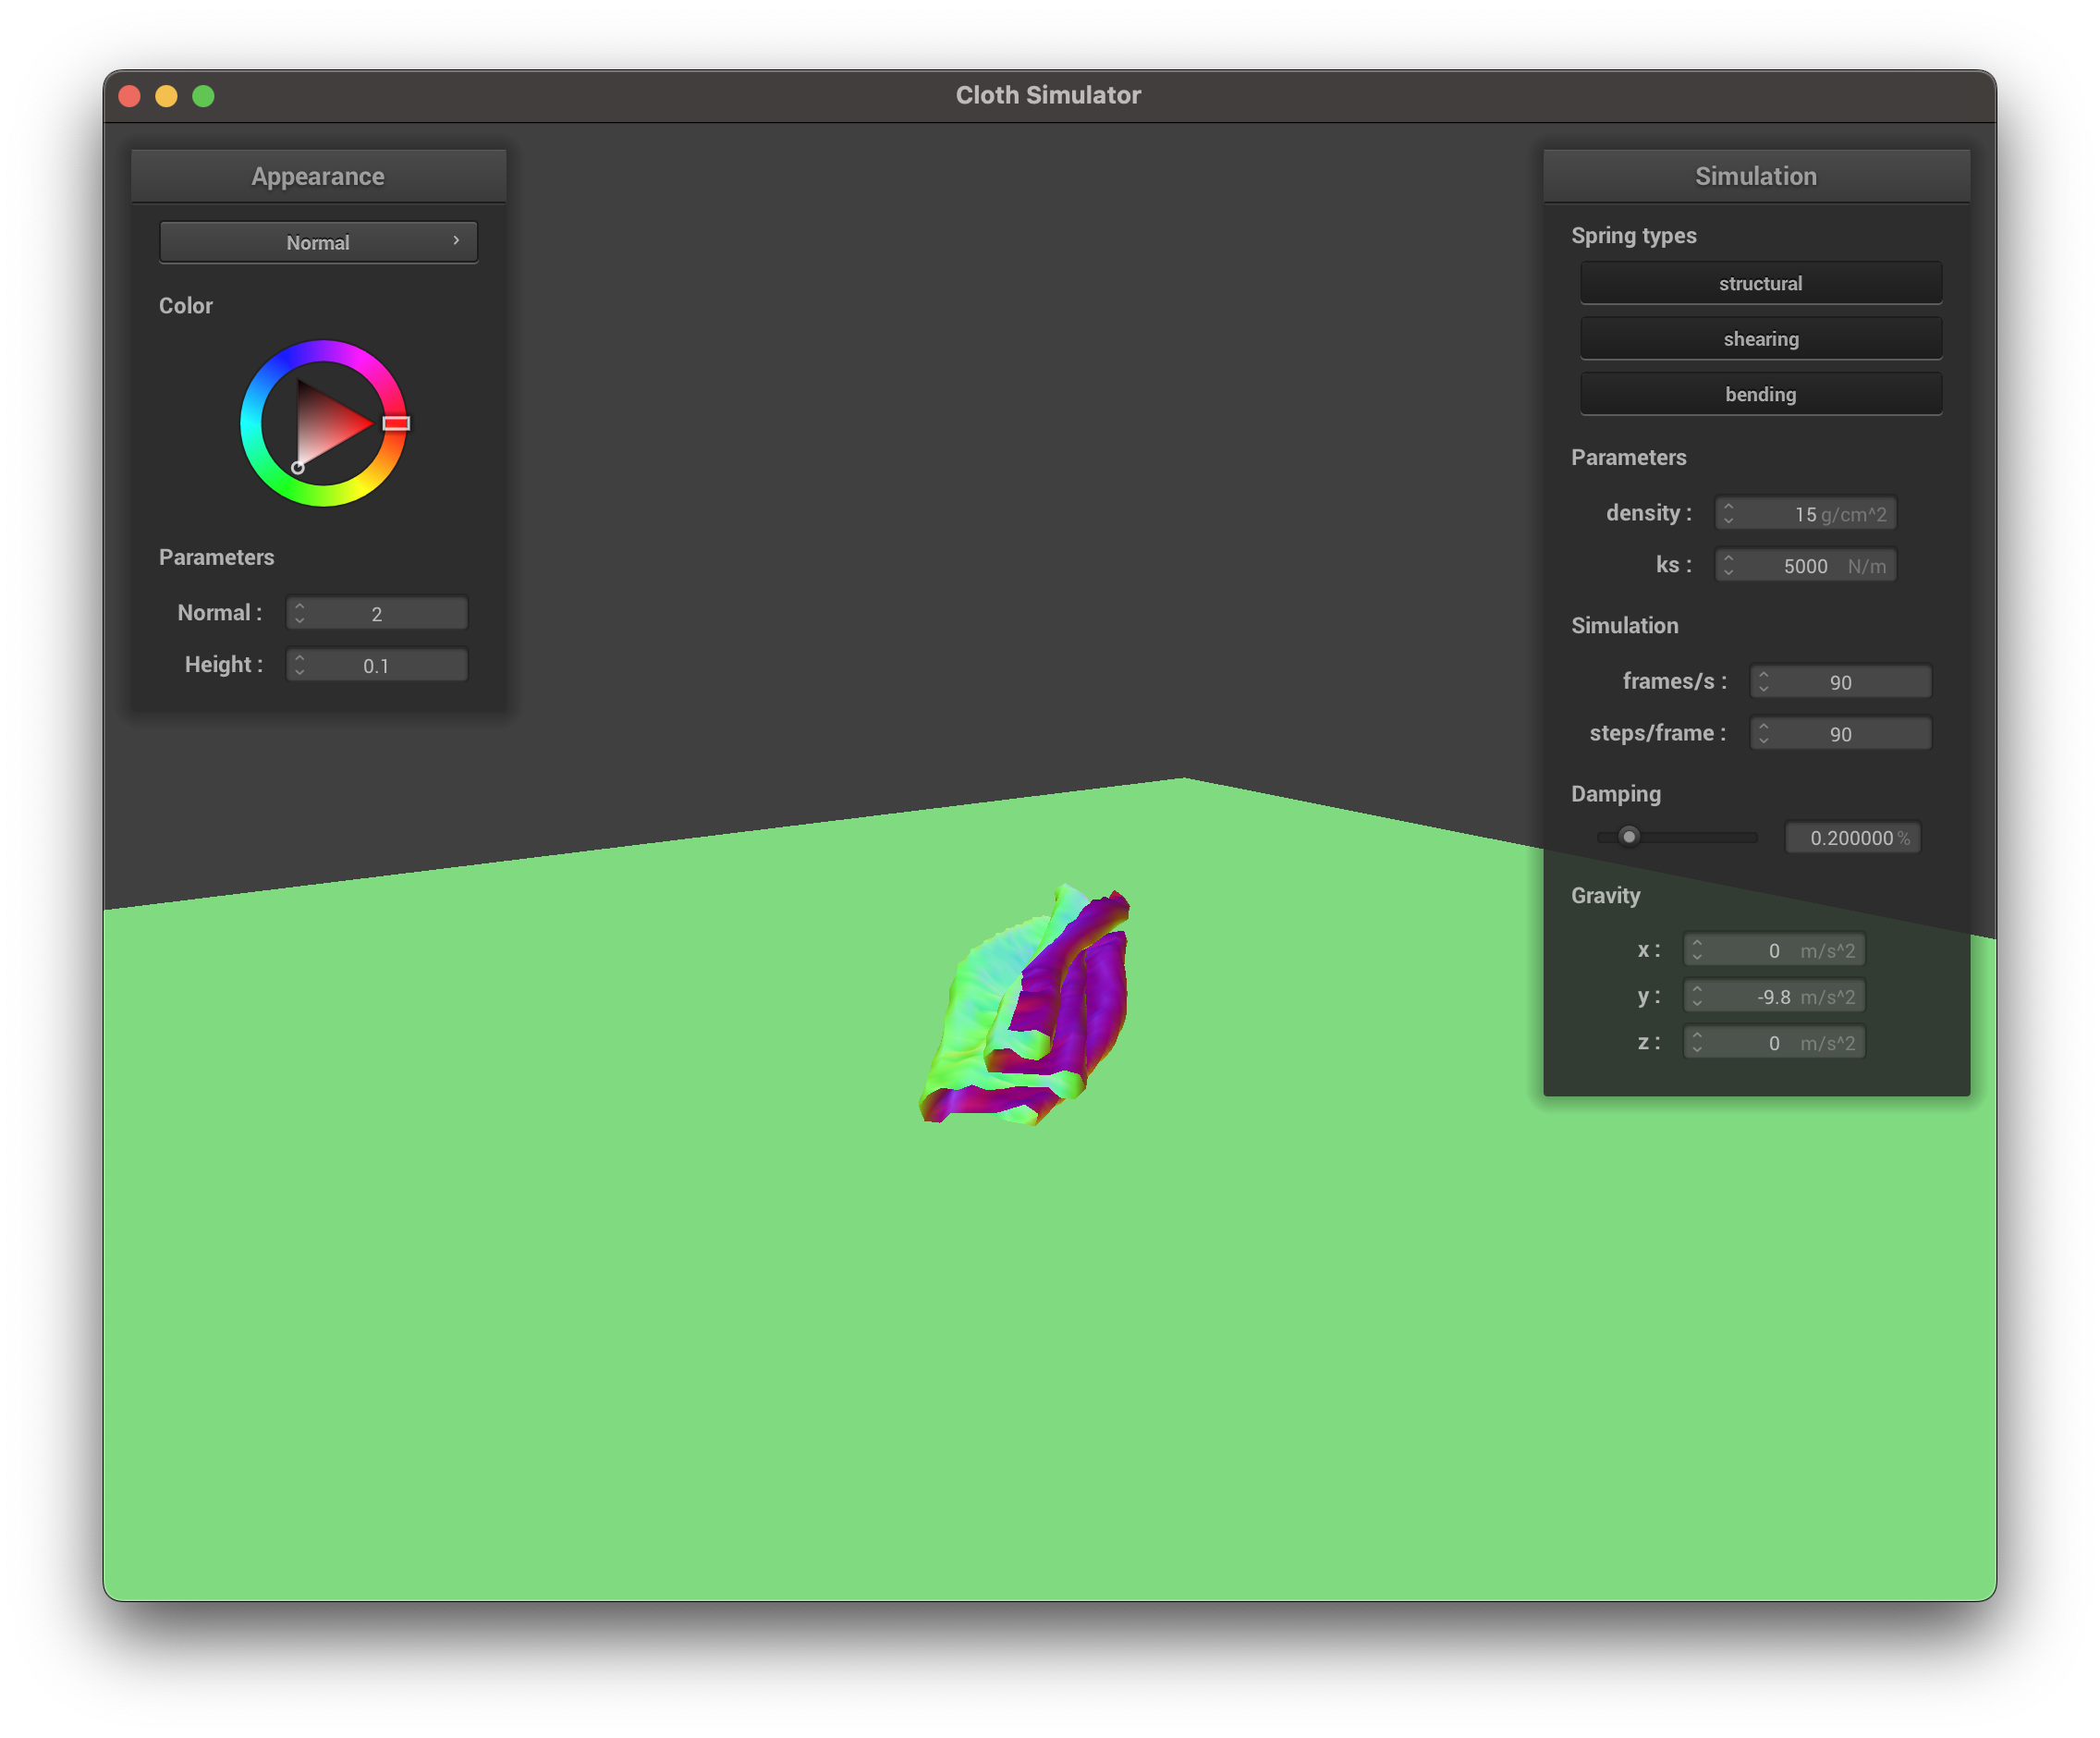 Cloth Simulator
Appearance
Normal
Color
Parameters
Normal : 2
Height : 0.1
Simulation
Spring types
structural
shearing
bending
Parameters
density : 15 g/cm^2
ks : 5000 N/m
Simulation
frames/s : 90
steps/frame : 90
Damping
0.200000 %
Gravity
x : 0 m/s^2
y : -9.8 m/s^2
z : 0 m/s^2